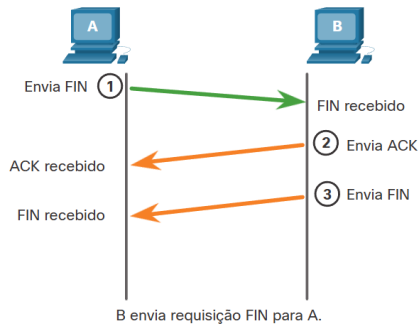 A
B
Envia FIN 1
FIN recebido
2 Envia ACK
ACK recebido
3 Envia FIN
FIN recebido
B envia requisição FIN para A.